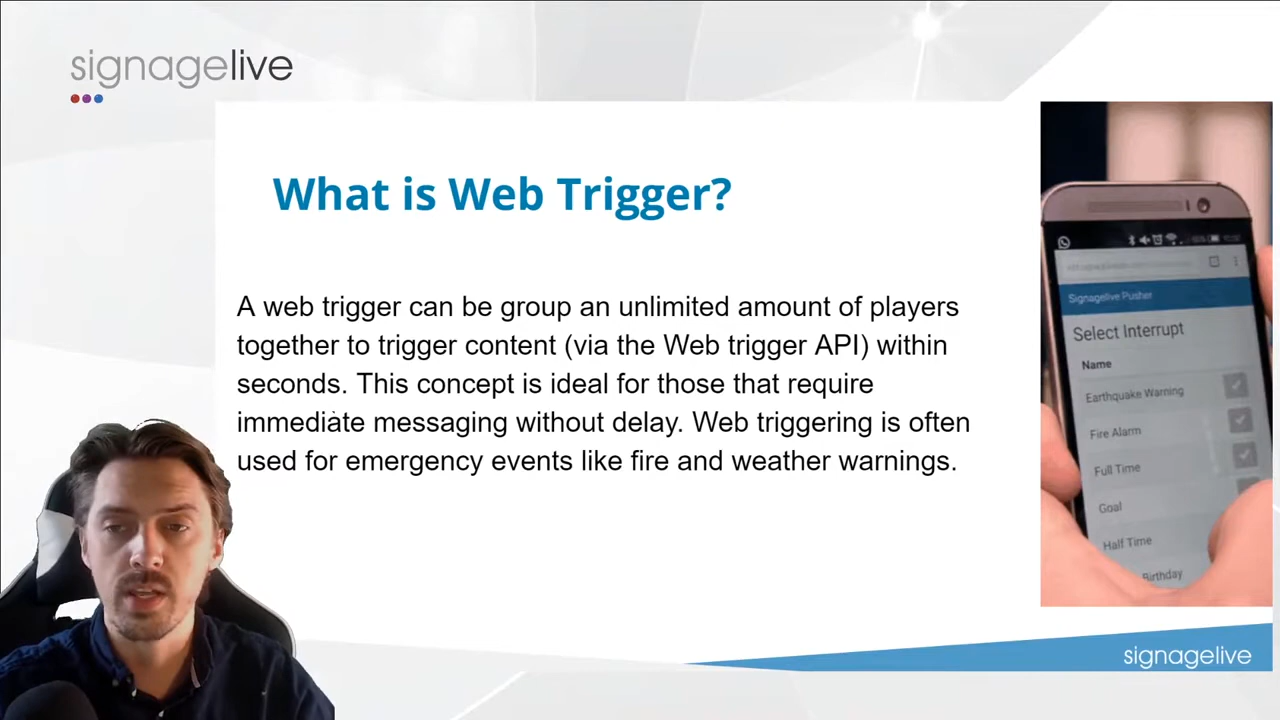 signagelive
What is Web Trigger?
A web trigger can be group an unlimited amount of players
together to trigger content (via the Web trigger API) within
seconds. This concept is ideal for those that require
immediate messaging without delay. Web triggering is often
used for emergency events like fire and weather warnings.
Signagelive Pusher
Select Interrupt
Name
Earthquake Warning
Fire Alarm
Full Time
Goal
Half Time
Birthday
signagelive